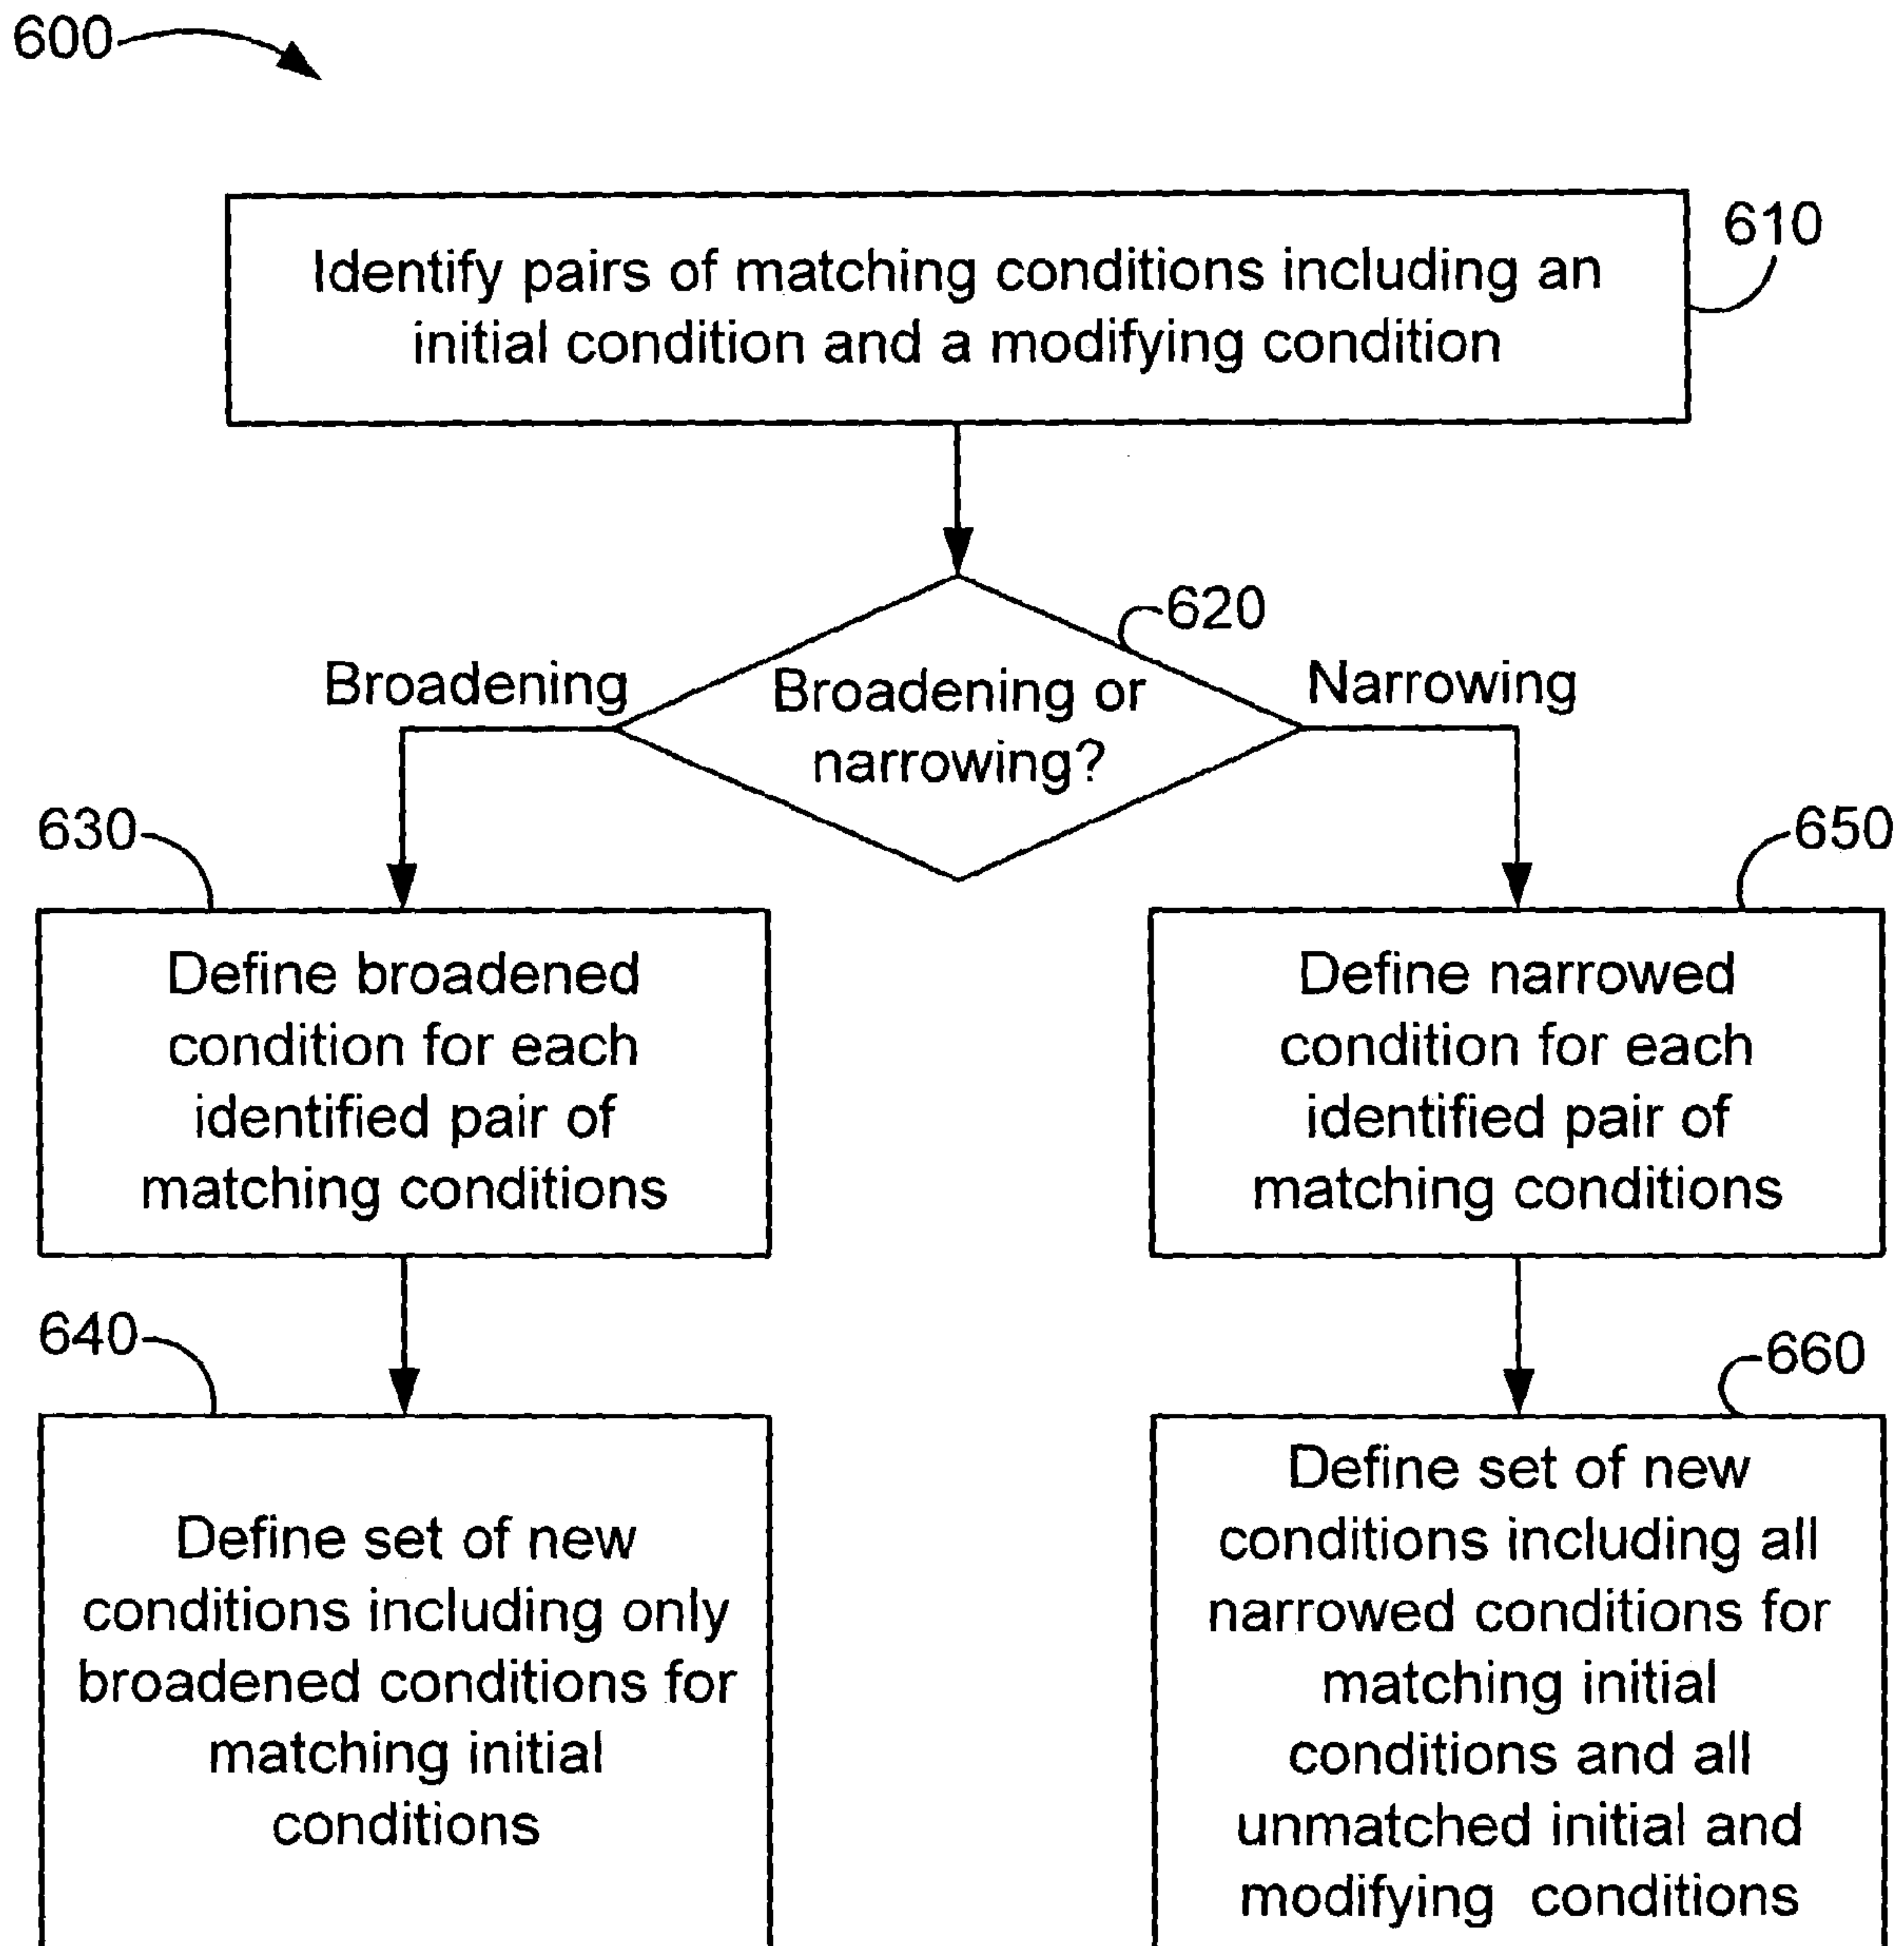 600
Identify pairs of matching conditions including an
initial condition and a modifying condition
610
620
Broadening
Broadening or
narrowing?
Narrowing
630
Define broadened
condition for each
identified pair of
matching conditions
650
Define narrowed
condition for each
identified pair of
matching conditions
640
Define set of new
conditions including only
broadened conditions for
matching initial
conditions
660
Define set of new
conditions including all
narrowed conditions for
matching initial
conditions and all
unmatched initial and
modifying conditions